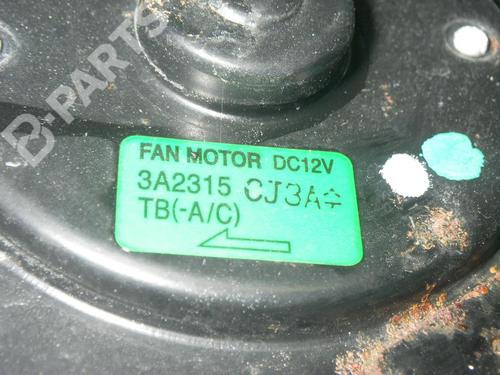 B-PARTS
FAN MOTOR DC12V
3A2315 CJ3A
TB(-A/C)